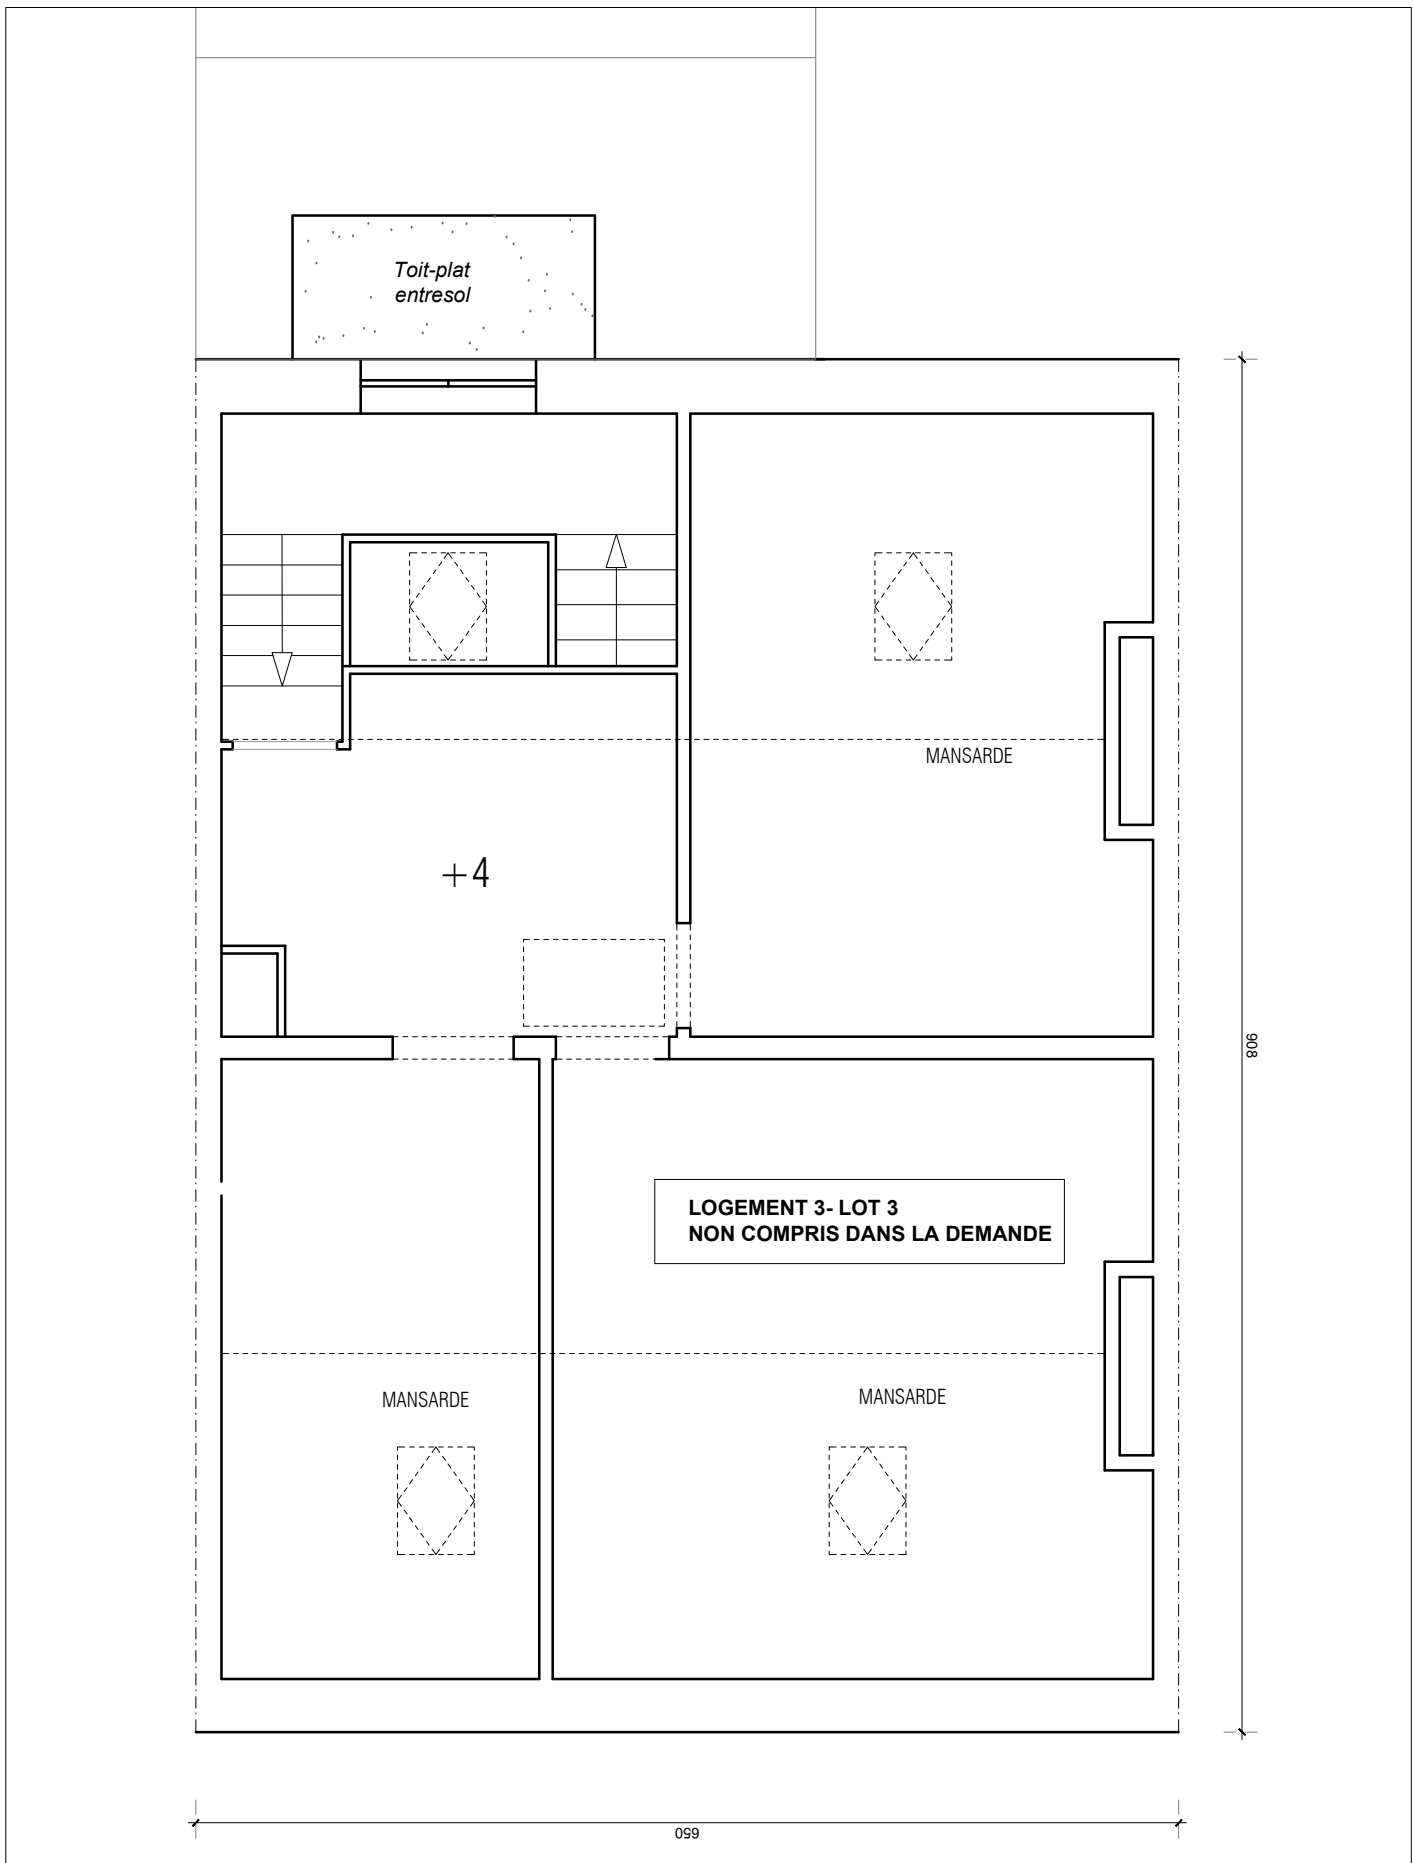 Toit-plat
entresol
MANSARDE
+4
908
LOGEMENT 3- LOT 3
NON COMPRIS DANS LA DEMANDE
MANSARDE
MANSARDE
650